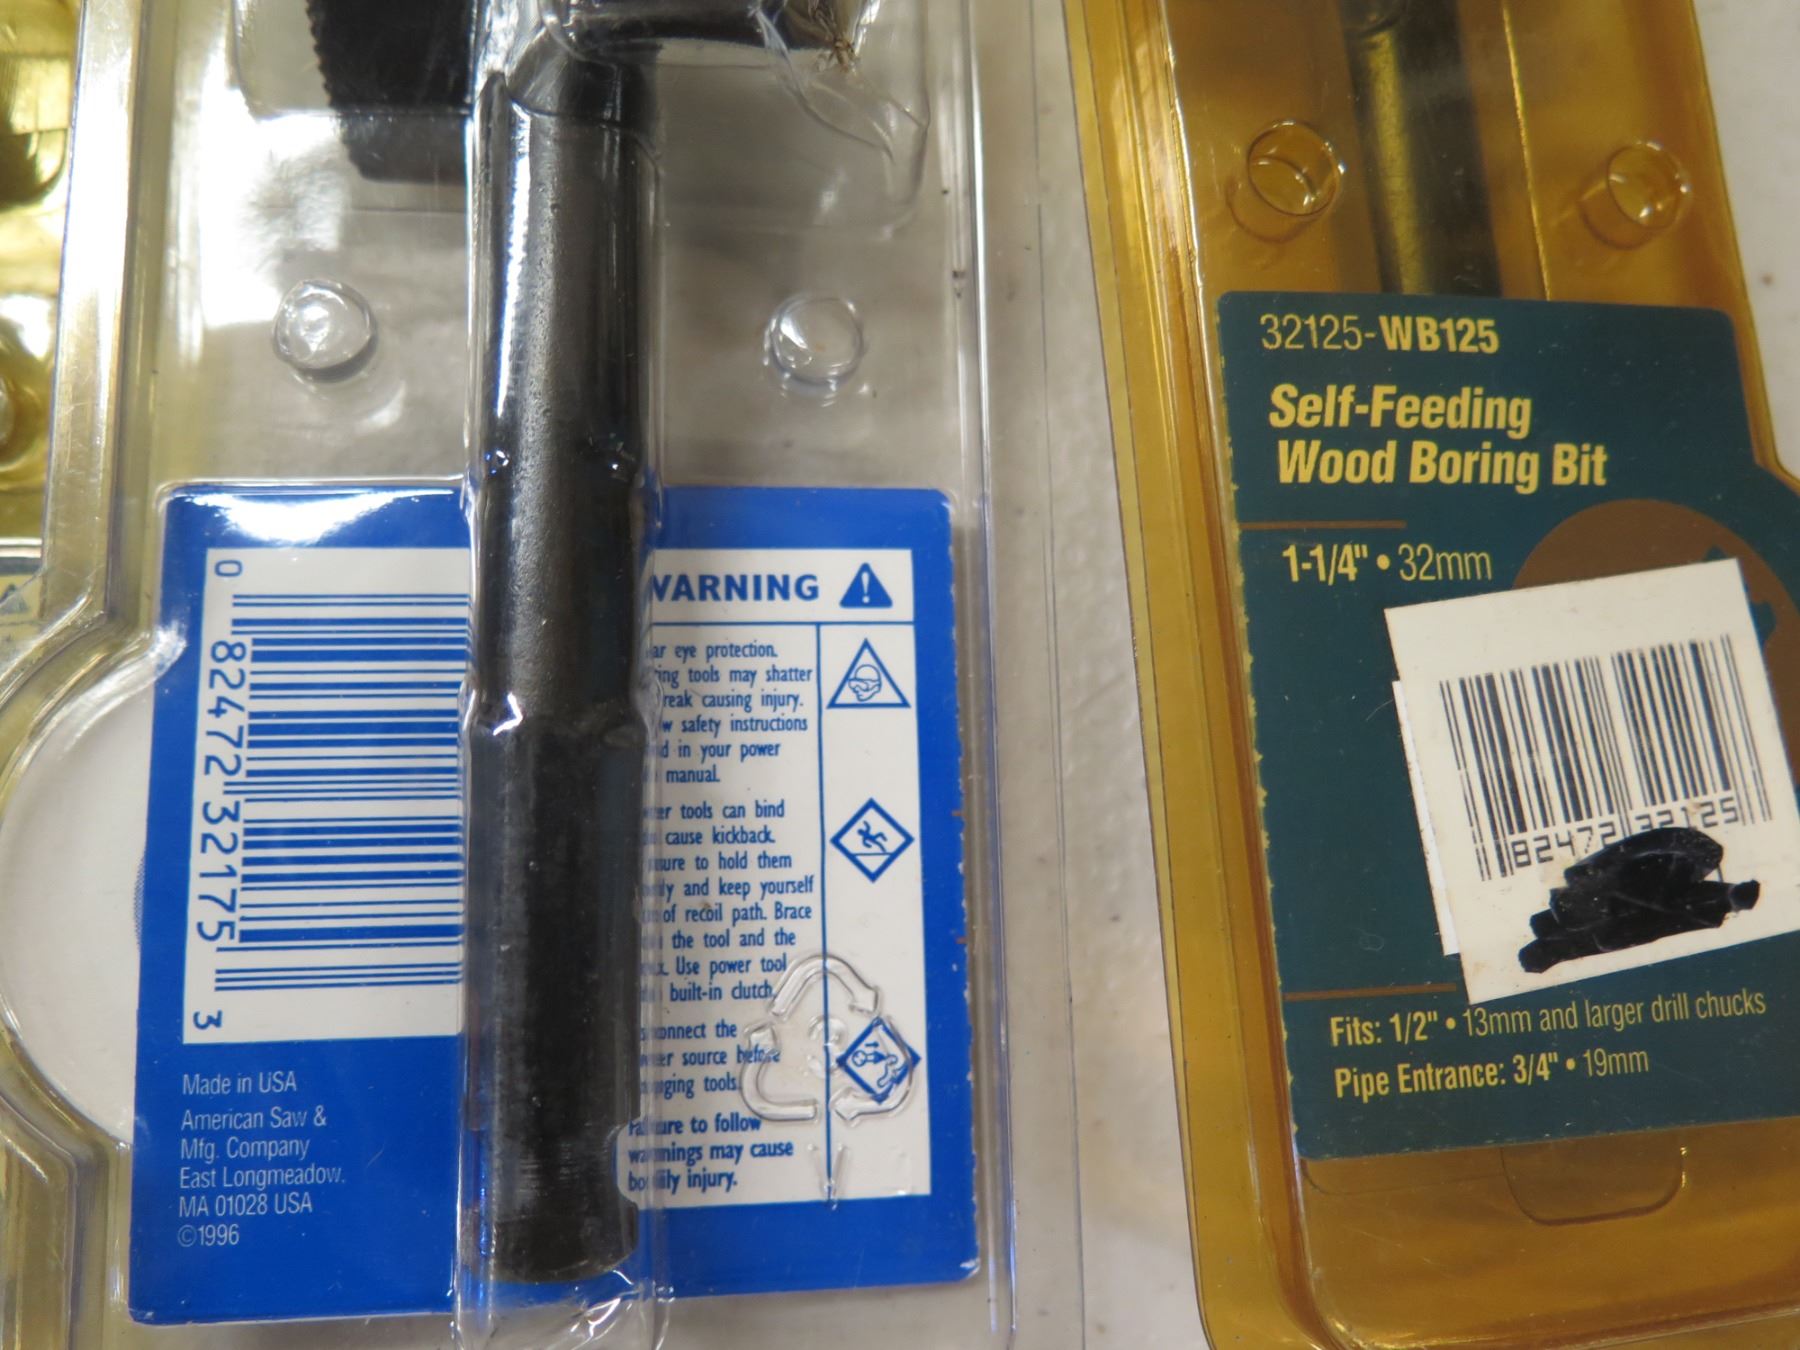 0
82472 32175
3
Made in USA
American Saw &
Mfg. Company
East Longmeadow,
MA 01028 USA
©1996
WARNING
eye protection.
tools may shatter
causing injury.
safety instructions
in your power
manual.
tools can bind
cause kickback.
to hold them
and keep yourself
of recoil path. Brace
the tool and the
Use power tool
built-in clutch.
the
source before
tools.
Failure to follow
warnings may cause
bodily injury.
32125-WB125
Self-Feeding
Wood Boring Bit
1-1/4" • 32mm
82472 32125
Fits: 1/2" • 13mm and larger drill chucks
Pipe Entrance: 3/4" • 19mm